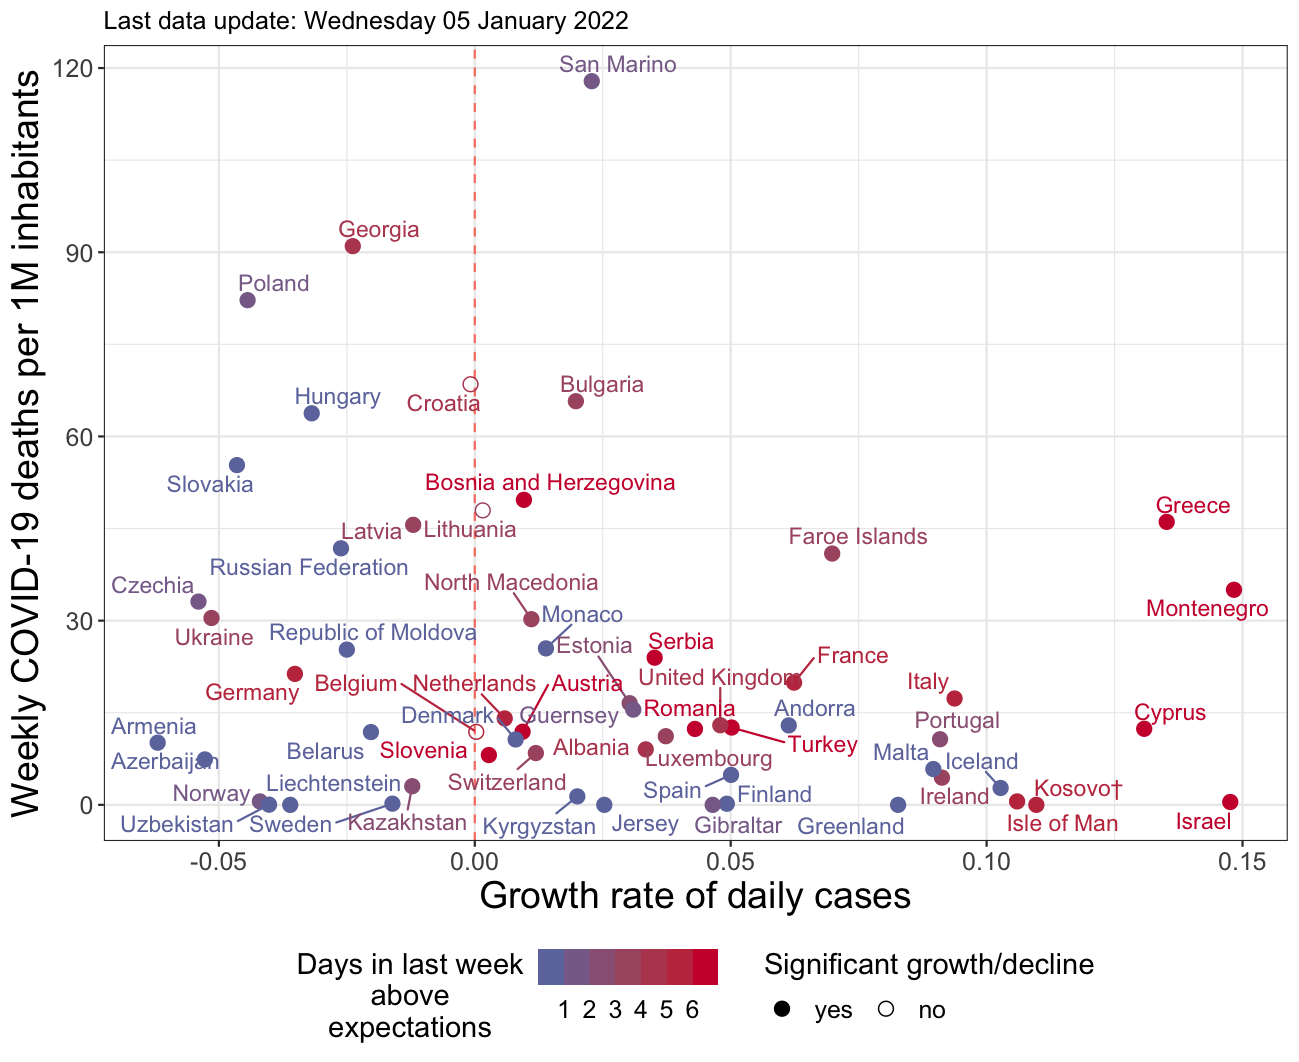 Last data update: Wednesday 05 January 2022
Weekly COVID-19 deaths per 1M inhabitants
120
90
60
30
0
San Marino
Georgia
Poland
Hungary
Croatia
Bulgaria
Slovakia
Bosnia and Herzegovina
Greece
Latvia
Lithuania
Faroe Islands
Russian Federation
Czechia
North Macedonia
Montenegro
Monaco
Ukraine
Republic of Moldova
Estonia
Serbia
France
Germany
Belgium
Netherlands
Austria
United Kingdom
Italy
Armenia
Denmark
Guernsey
Romania
Andorra
Portugal
Cyprus
Azerbaijan
Belarus
Slovenia
Albania
Turkey
Luxembourg
Malta
Iceland
Liechtenstein
Switzerland
Norway
Spain
Finland
Ireland
Kosovo†
Uzbekistan
Sweden
Kazakhstan
Kyrgyzstan
Jersey
Gibraltar
Greenland
Isle of Man
Israel
-0.05
0.00
0.05
0.10
0.15
Growth rate of daily cases
Days in last week
above
expectations
1 2 3 4 5 6
Significant growth/decline
yes
no